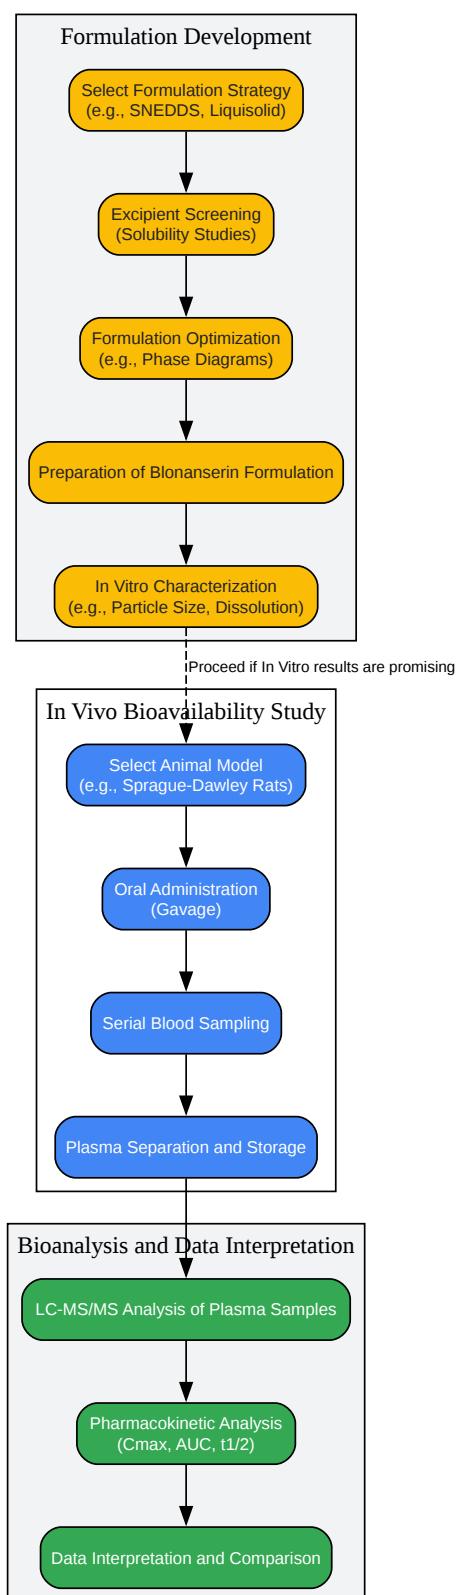 Formulation Development
Select Formulation Strategy
(e.g., SNEDDS, Liquisolid)
Excipient Screening
(Solubility Studies)
Formulation Optimization
(e.g., Phase Diagrams)
Preparation of Blonanserin Formulation
In Vitro Characterization
(e.g., Particle Size, Dissolution)
Proceed if In Vitro results are promising
In Vivo Bioavailability Study
Select Animal Model
(e.g., Sprague-Dawley Rats)
Oral Administration
(Gavage)
Serial Blood Sampling
Plasma Separation and Storage
Bioanalysis and Data Interpretation
LC-MS/MS Analysis of Plasma Samples
Pharmacokinetic Analysis
(Cmax, AUC, t1/2)
Data Interpretation and Comparison